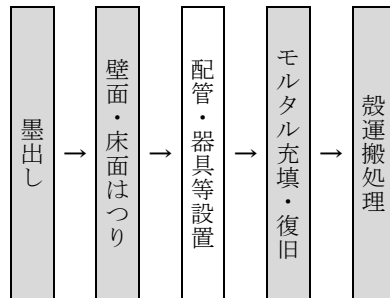 墨出し
→
壁面・床面はつり
→
配管・器具等設置
→
モルタル充填・復旧
→
殻運搬処理